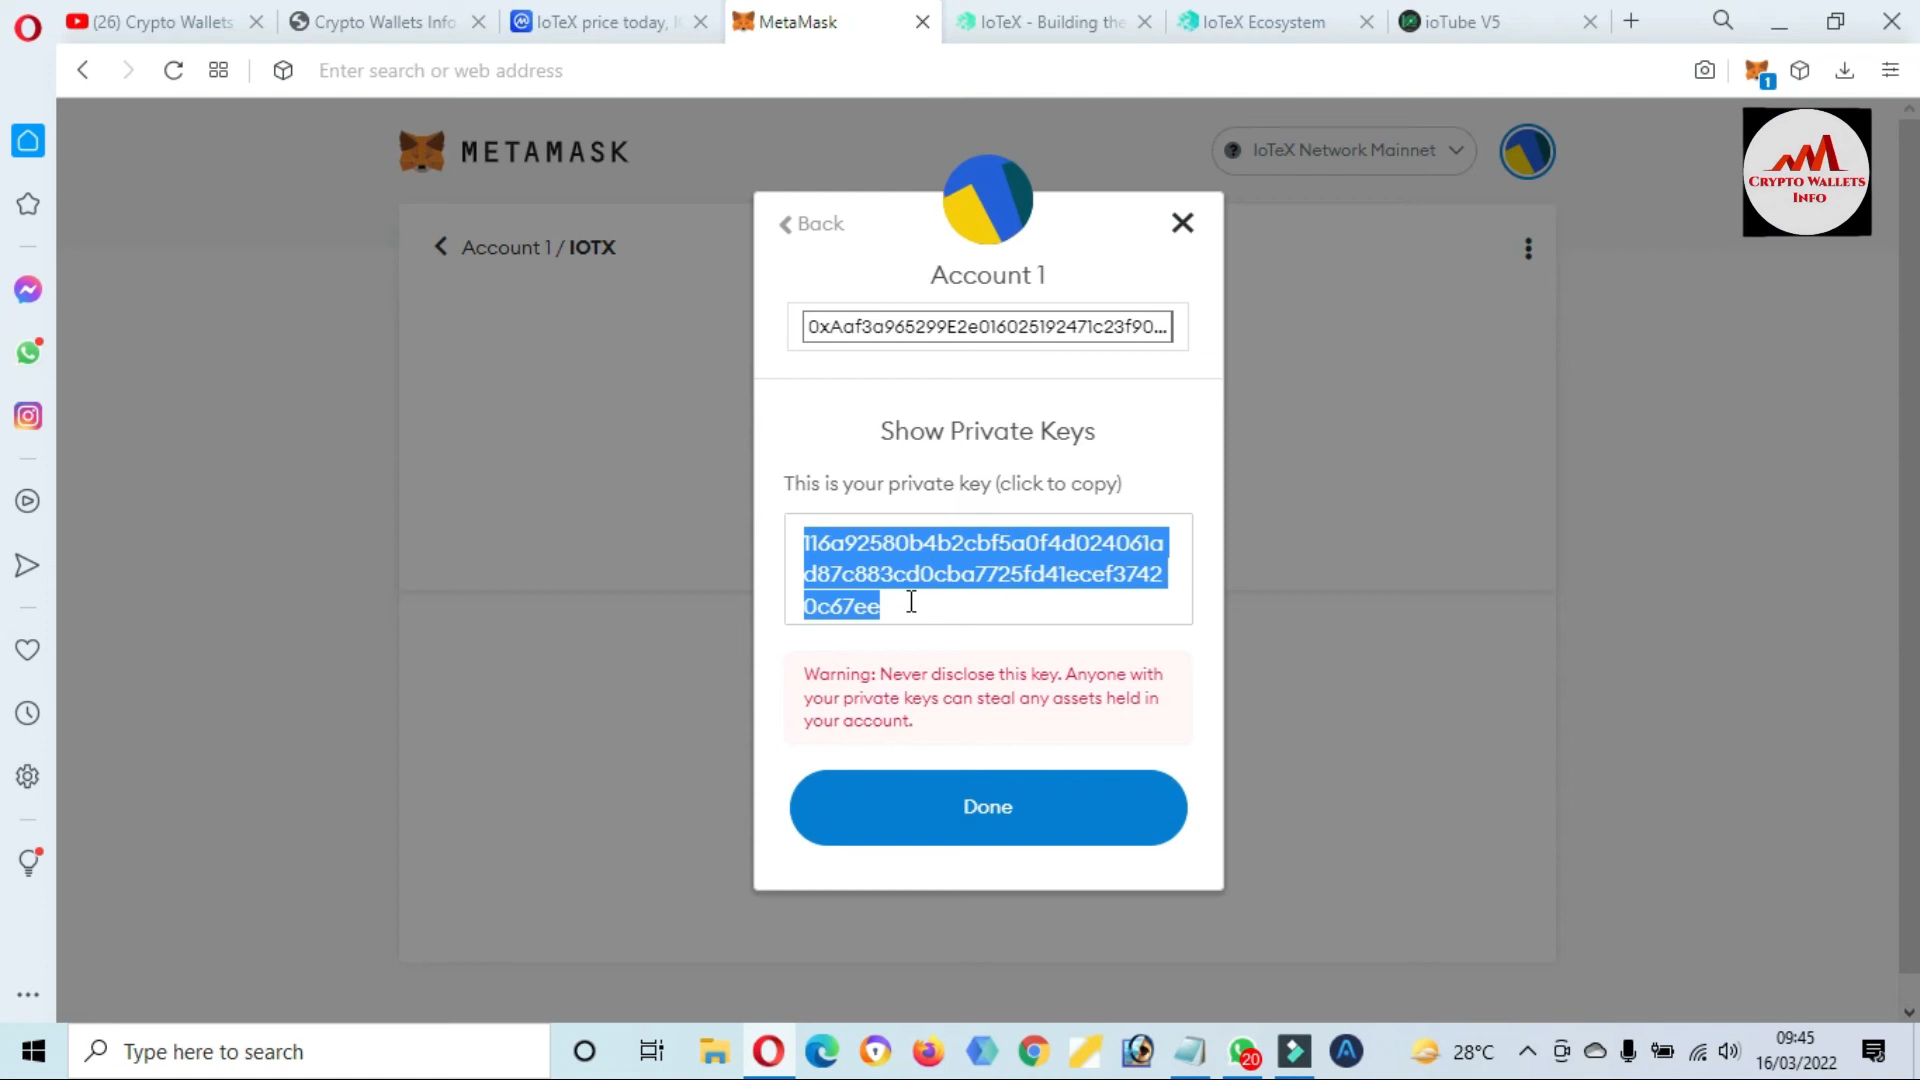 (26) Crypto Wallets
Crypto Wallets Info
IoTeX price today, I
MetaMask
IoTeX - Building the
IoTeX Ecosystem
ioTube V5
Enter search or web address
1
METAMASK
IoTeX Network Mainnet
CRYPTO WALLETS
INFO
Back
Account 1 / IOTX
Account 1
0xAaf3a965299E2e016025192471c23f90...
Show Private Keys
This is your private key (click to copy)
116a92580b4b2cbf5a0f4d024061a
d87c883cd0cba7725fd41ecef3742
0c67ee
Warning: Never disclose this key. Anyone with
your private keys can steal any assets held in
your account.
Done
Type here to search
20
28°C
09:45
16/03/2022